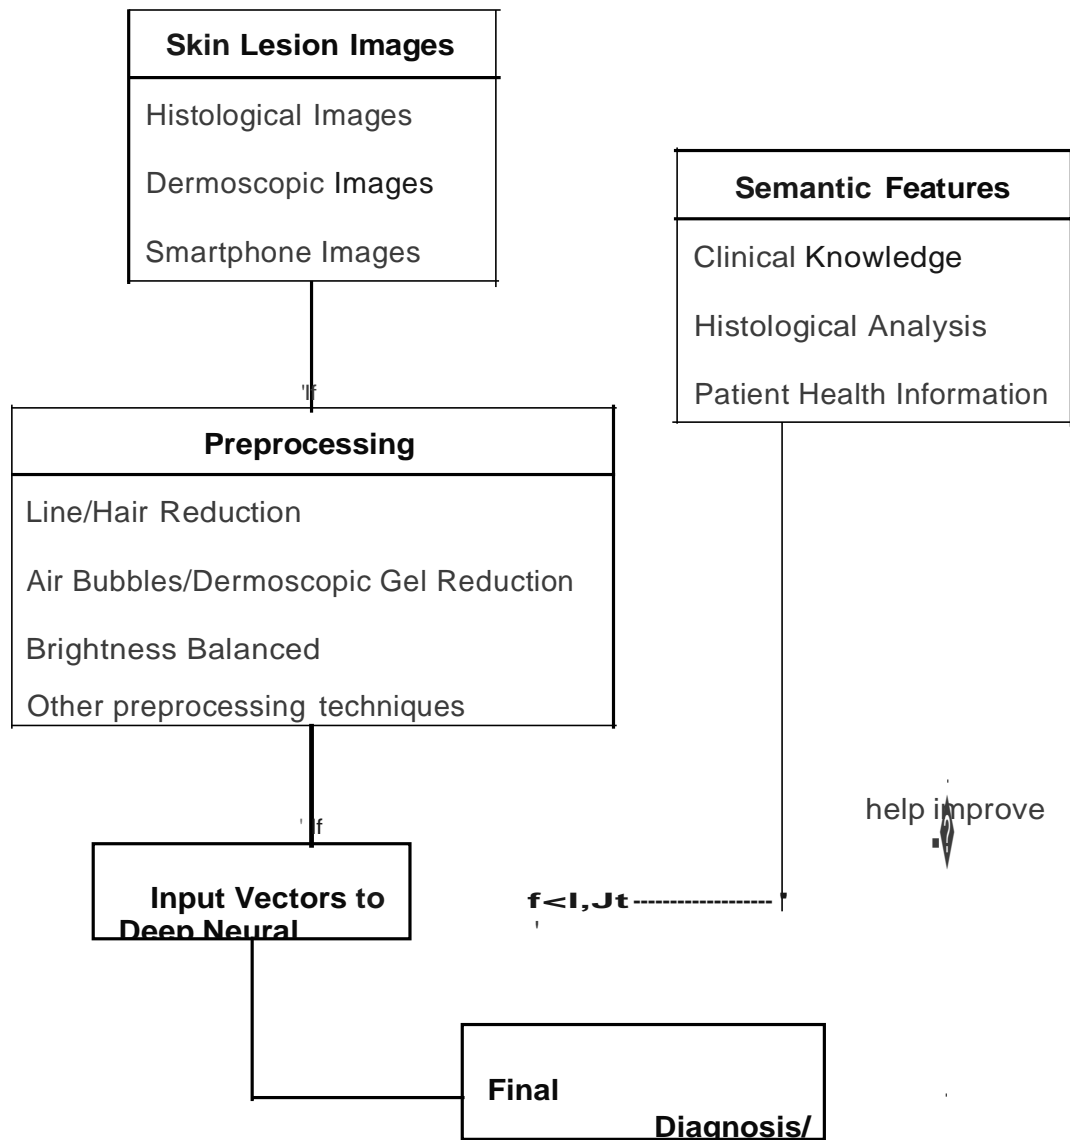 Skin Lesion Images
Histological Images
Dermoscopic Images
Smartphone Images
Semantic Features
Clinical Knowledge
Histological Analysis
Patient Health Information
'lf
Preprocessing
Line/Hair Reduction
Air Bubbles/Dermoscopic Gel Reduction
Brightness Balanced
Other preprocessing techniques
help improve
Input Vectors to
Deep Neural
f<l,Jt
Final
Diagnosis/